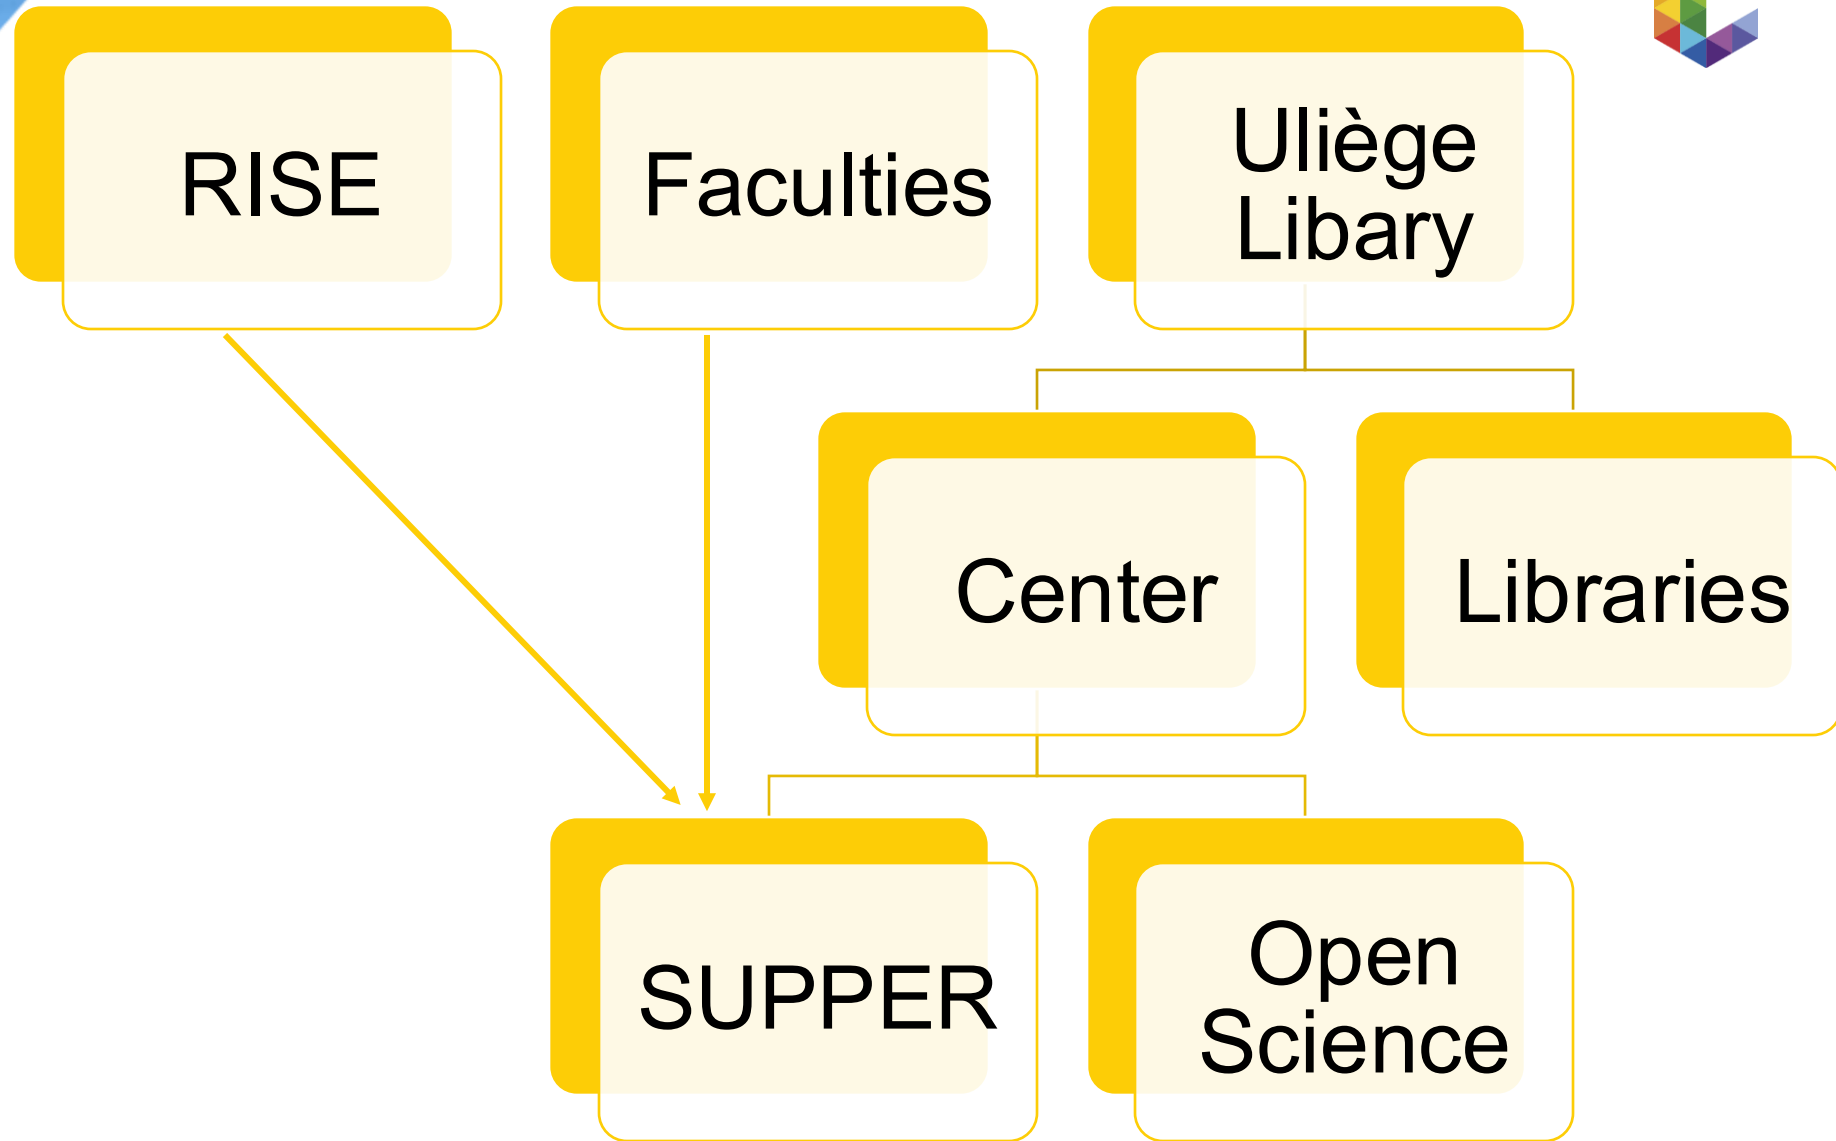 RISE
Faculties
Uliège
Libary
Center
Libraries
SUPPER
Open
Science